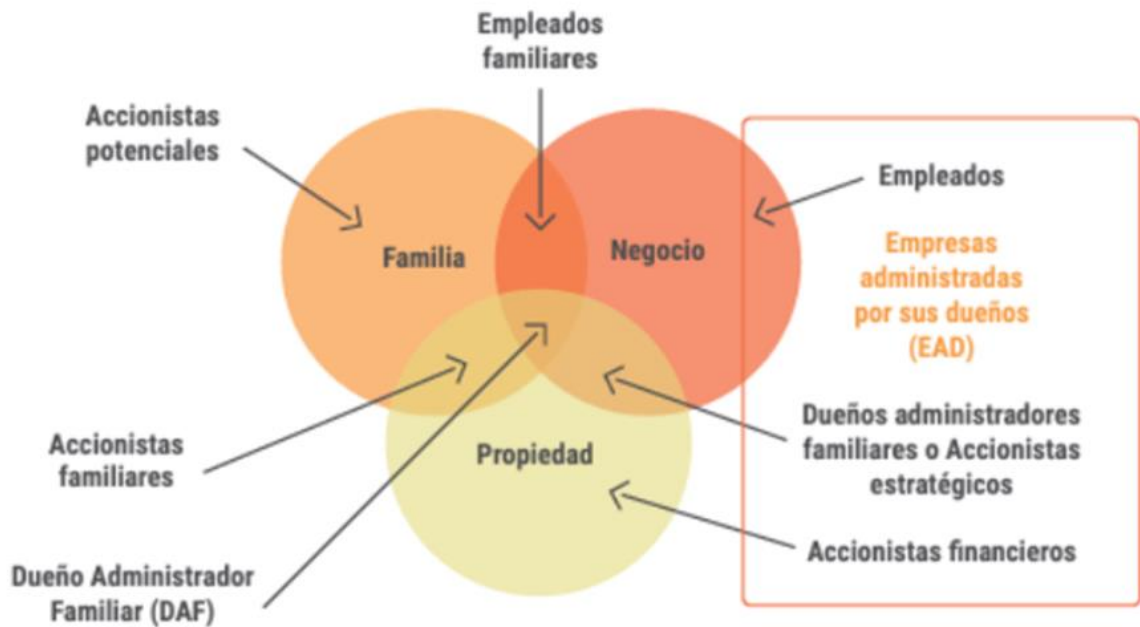 Empleados
familiares
Accionistas
potenciales
Familia
Negocio
Empleados
Empresas
administradas
por sus dueños
(EAD)
Dueños administradores
familiares o Accionistas
estratégicos
Accionistas
familiares
Propiedad
Accionistas financieros
Dueño Administrador
Familiar (DAF)